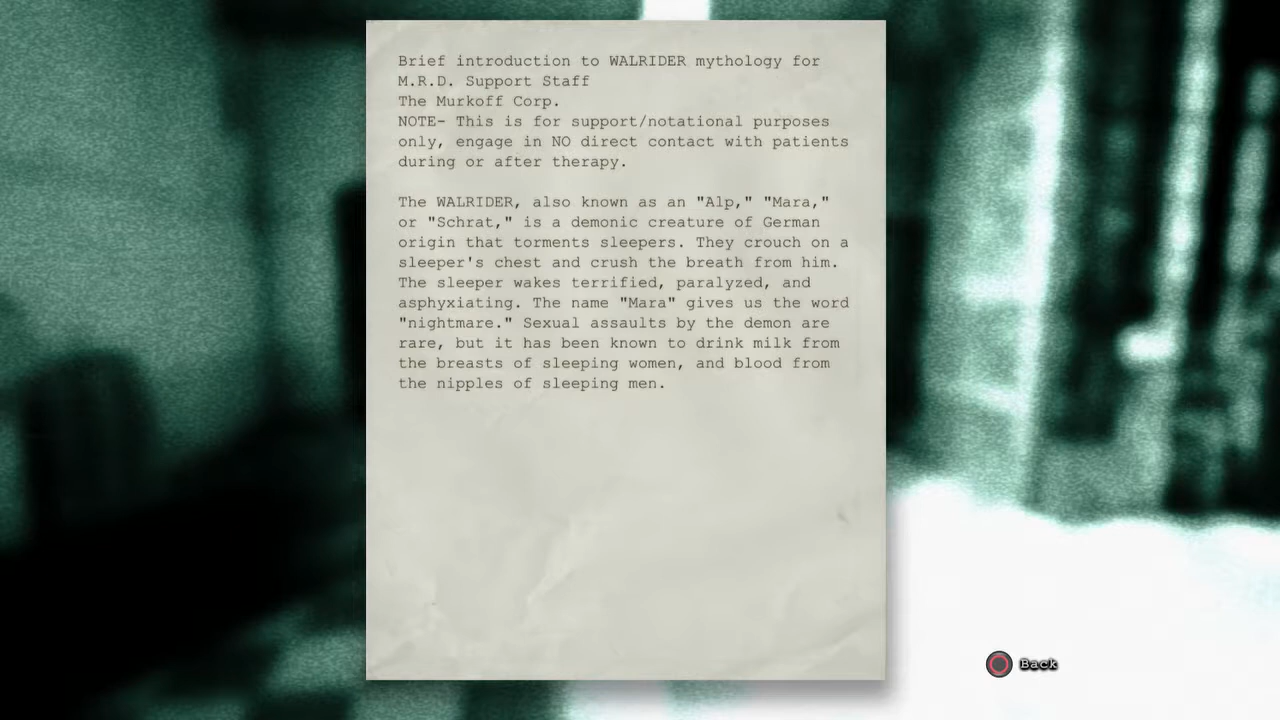 Brief introduction to WALRIDER mythology for
M.R.D. Support Staff
The Murkoff Corp.
NOTE- This is for support/notational purposes
only, engage in NO direct contact with patients
during or after therapy.
The WALRIDER, also known as an "Alp," "Mara,"
or "Schrat," is a demonic creature of German
origin that torments sleepers. They crouch on a
sleeper's chest and crush the breath from him.
The sleeper wakes terrified, paralyzed, and
asphyxiating. The name "Mara" gives us the word
"nightmare." Sexual assaults by the demon are
rare, but it has been known to drink milk from
the breasts of sleeping women, and blood from
the nipples of sleeping men.
Back